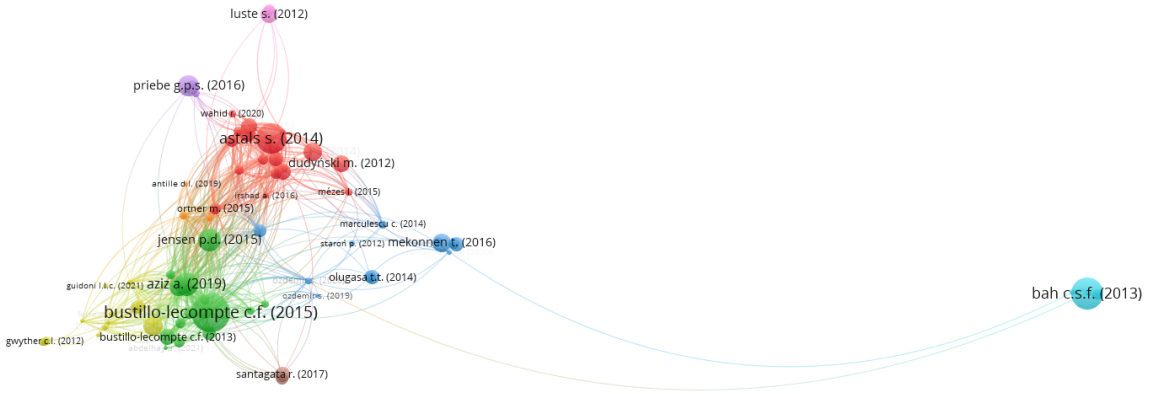 luste s. (2012)
priebe g.p.s. (2016)
wahid r. (2020)
astals s. (2014)
dudyński m. (2012)
antille d.l. (2019)
mézes l. (2015)
irshad a. (2016)
ortner m. (2015)
marculescu c. (2014)
jensen p.d. (2015)
staroń p. (2012)
mekonnen t. (2016)
olugasa t.t. (2014)
guidoni l.l.c. (2021)
aziz a. (2019)
ozdemir s. (2019)
bah c.s.f. (2013)
bustillo-lecompte c.f. (2015)
bustillo-lecompte c.f. (2013)
gwyther c.l. (2012)
abdelhay a. (2021)
santagata r. (2017)